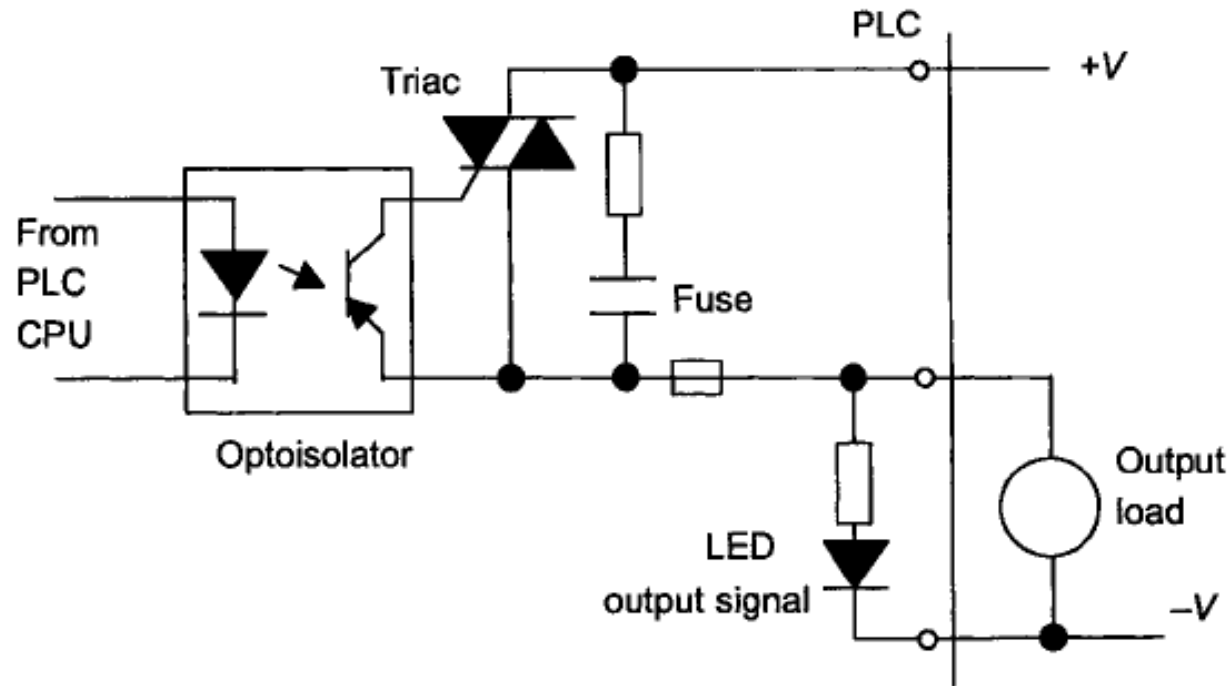 PLC
+V
Triac
From
PLC
CPU
Fuse
Optoisolator
Output
load
LED
output signal
–V